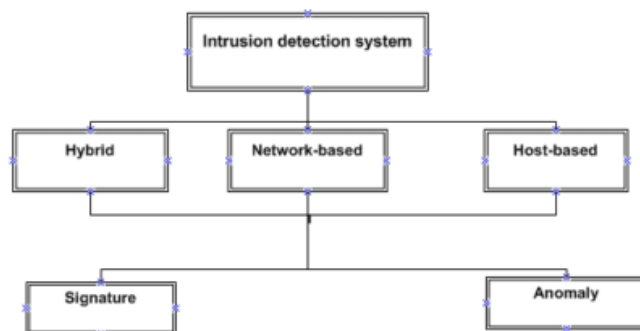 Intrusion detection system
Hybrid
Network-based
Host-based
Signature
Anomaly